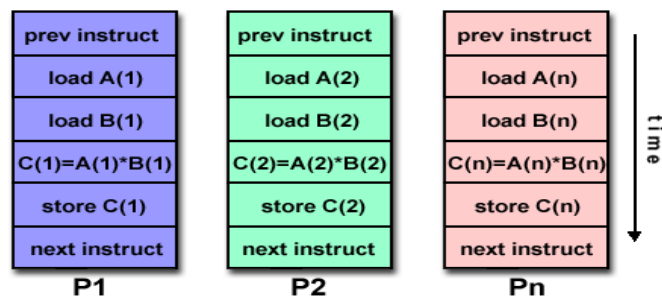 prev instruct
load A(1)
load B(1)
C(1)=A(1)*B(1)
store C(1)
next instruct
P1
prev instruct
load A(2)
load B(2)
C(2)=A(2)*B(2)
store C(2)
next instruct
P2
prev instruct
load A(n)
load B(n)
C(n)=A(n)*B(n)
store C(n)
next instruct
Pn
time